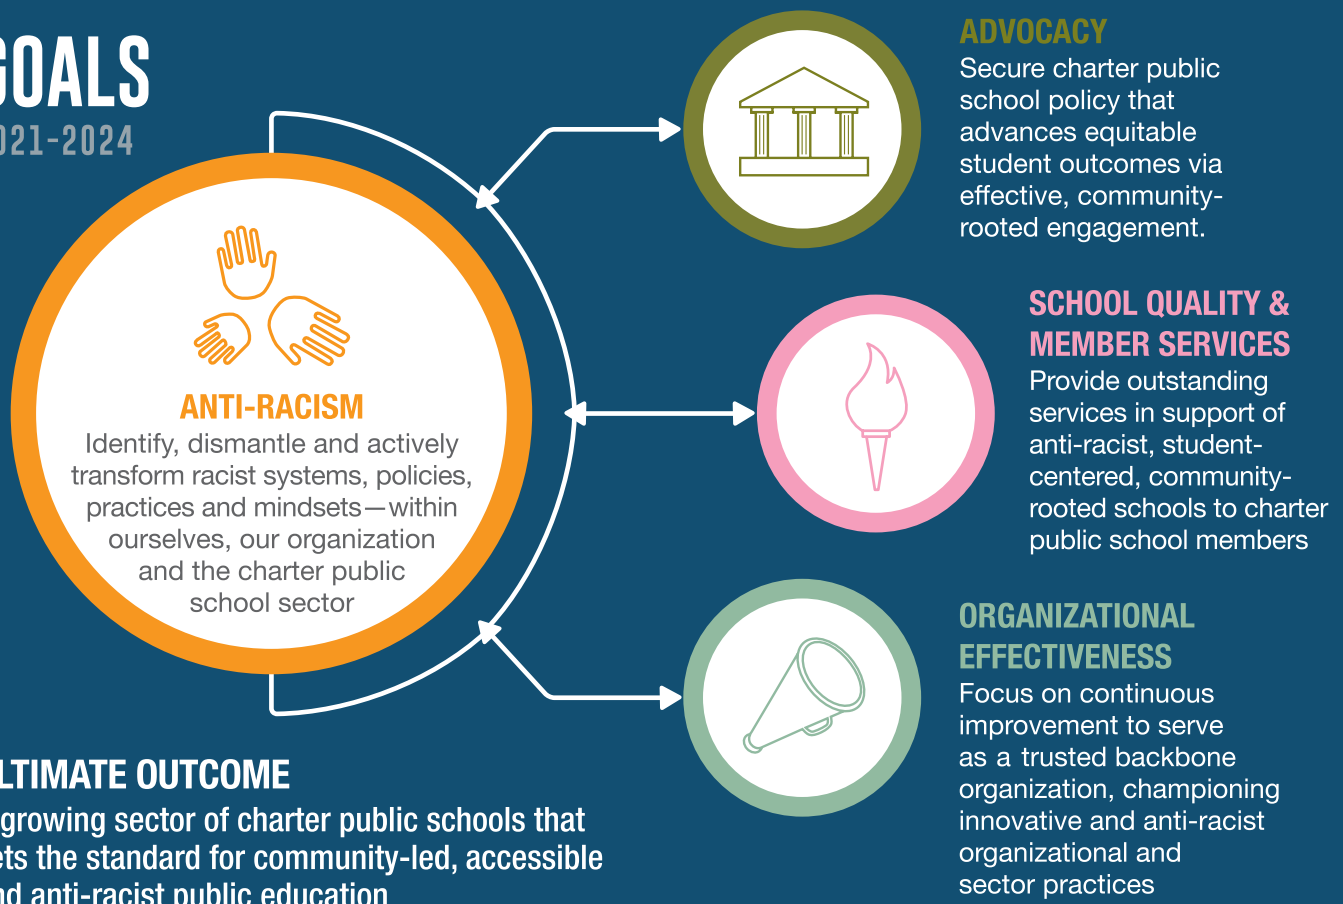 GOALS
021-2024
ANTI-RACISM
Identify, dismantle and actively
transform racist systems, policies,
practices and mindsets—within
ourselves, our organization
and the charter public
school sector
ADVOCACY
Secure charter public
school policy that
advances equitable
student outcomes via
effective, community-
rooted engagement.
SCHOOL QUALITY &
MEMBER SERVICES
Provide outstanding
services in support of
anti-racist, student-
centered, community-
rooted schools to charter
public school members
ORGANIZATIONAL
EFFECTIVENESS
Focus on continuous
improvement to serve
as a trusted backbone
organization, championing
innovative and anti-racist
organizational and
sector practices
LTIMATE OUTCOME
growing sector of charter public schools that
ets the standard for community-led, accessible
nd anti-racist public education